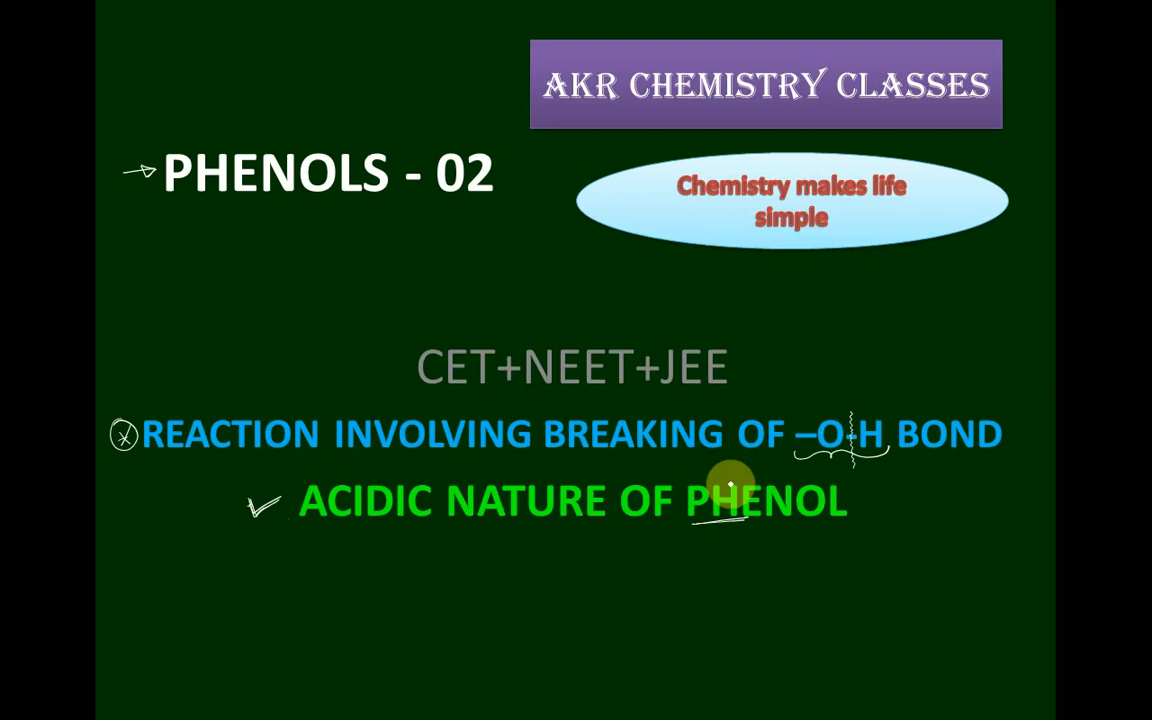 AKR CHEMISTRY CLASSES
PHENOLS - 02
Chemistry makes life
simple
CET+NEET+JEE
REACTION INVOLVING BREAKING OF –O-H BOND
ACIDIC NATURE OF PHENOL